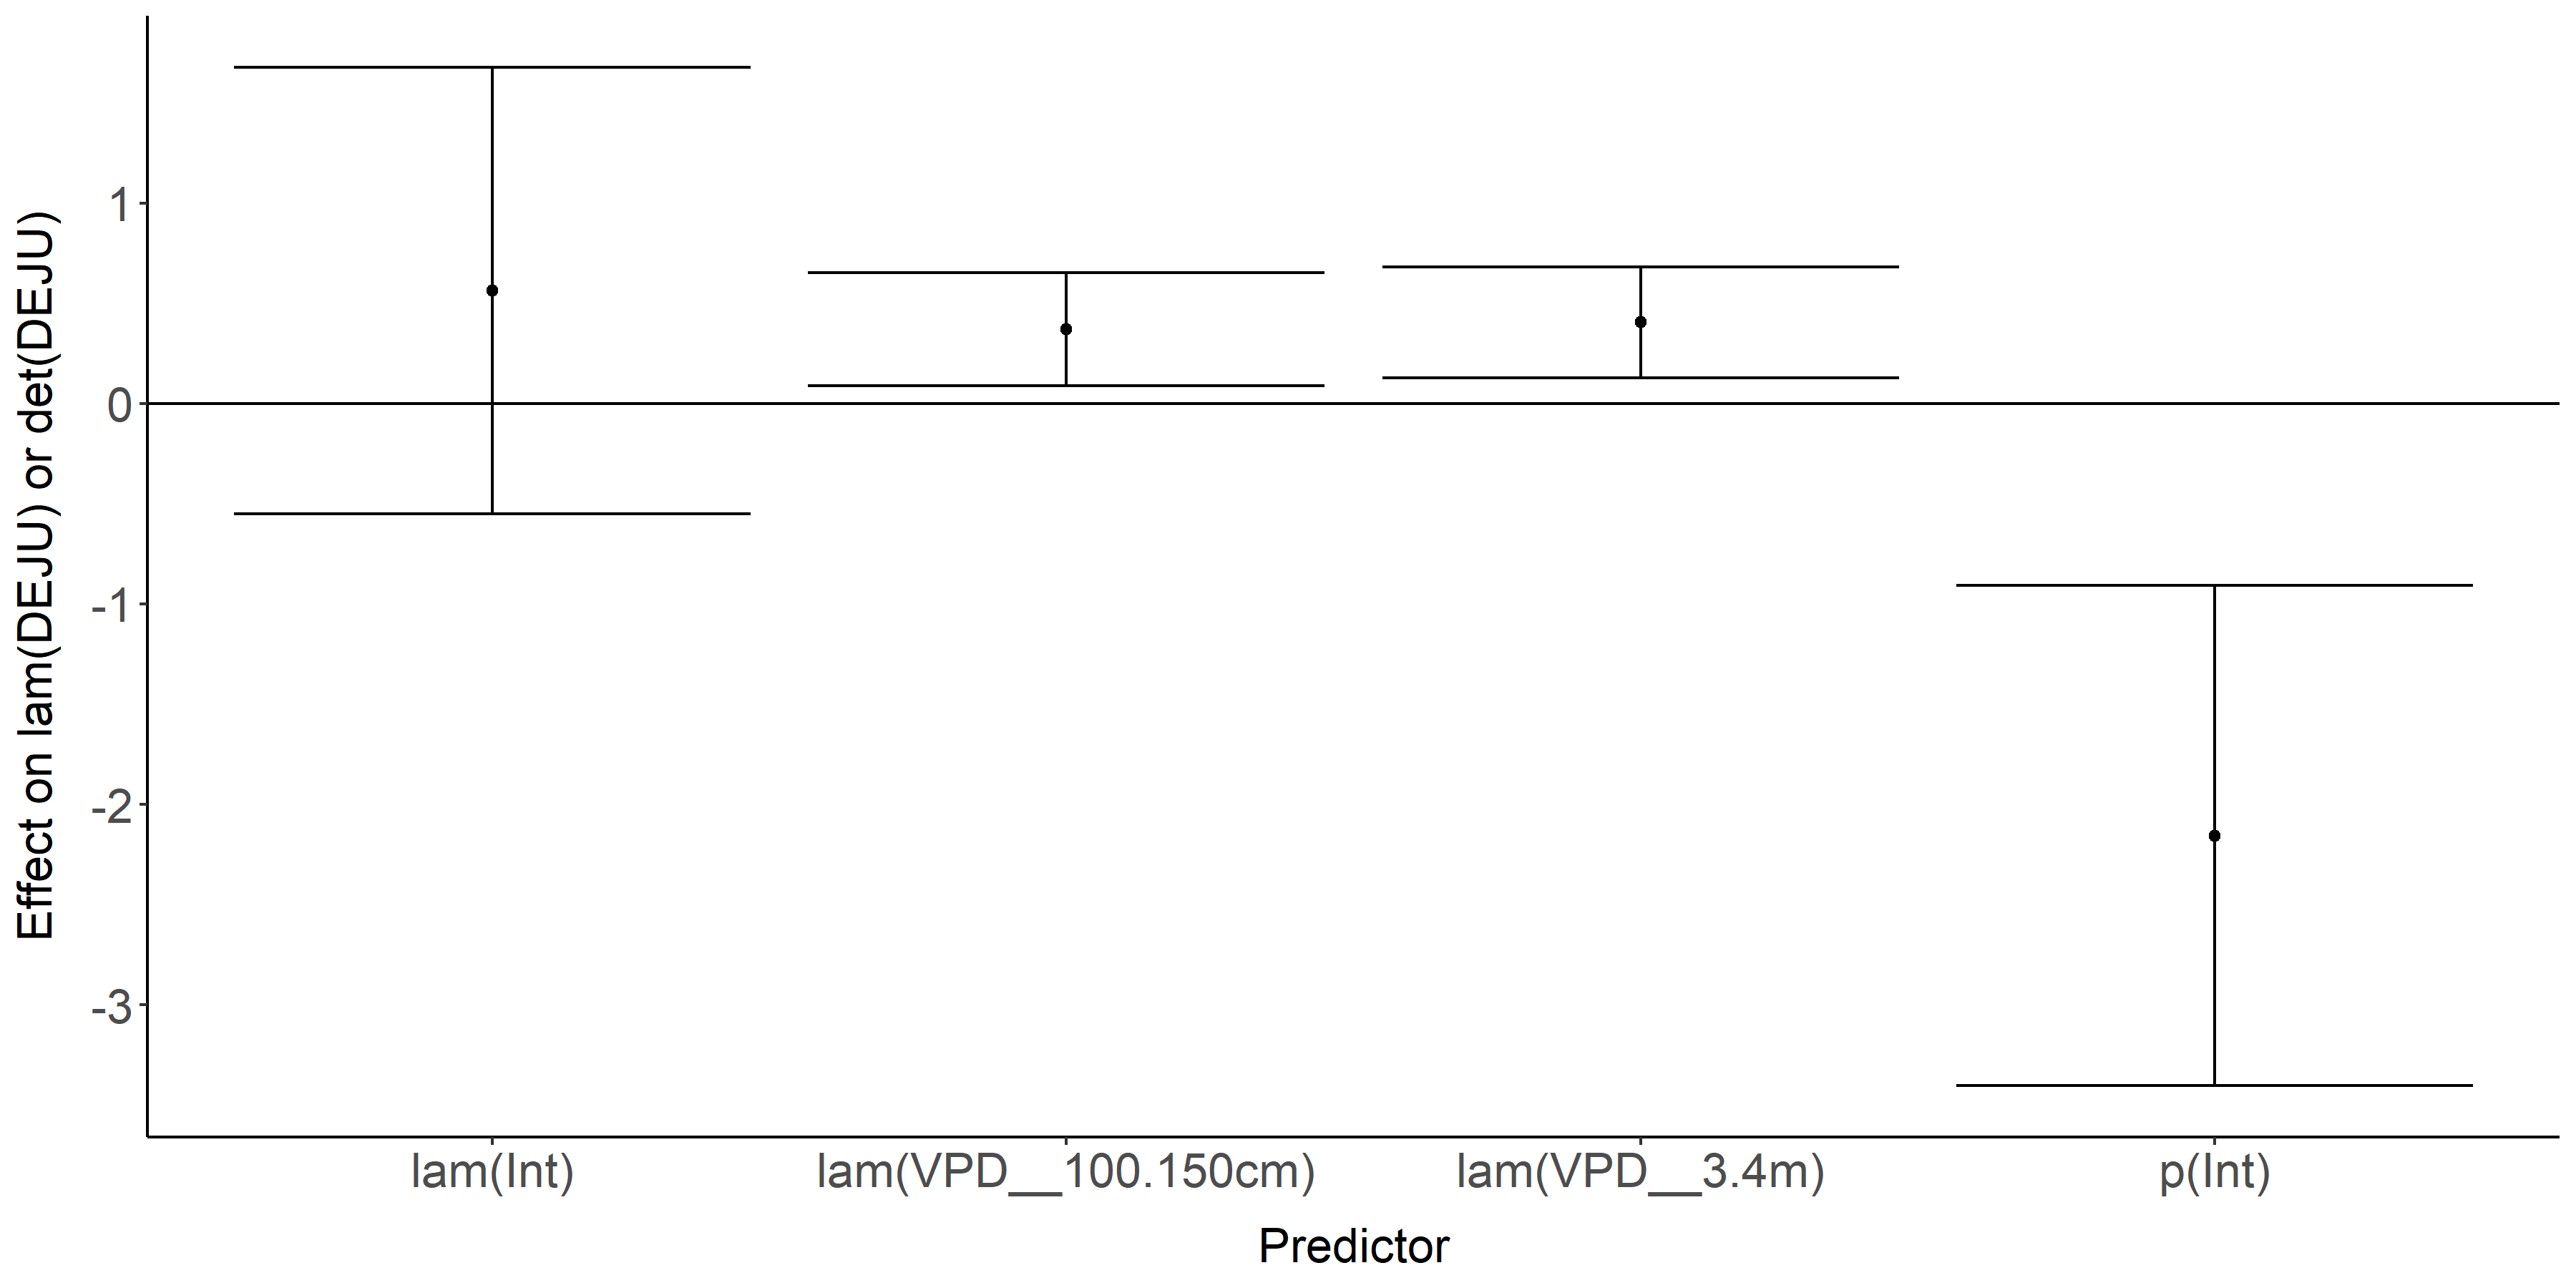 Effect on lam(DEJU) or det(DEJU)
1
0
-1
-2
-3
lam(Int) lam(VPD__100.150cm) lam(VPD__3.4m) p(Int)
Predictor